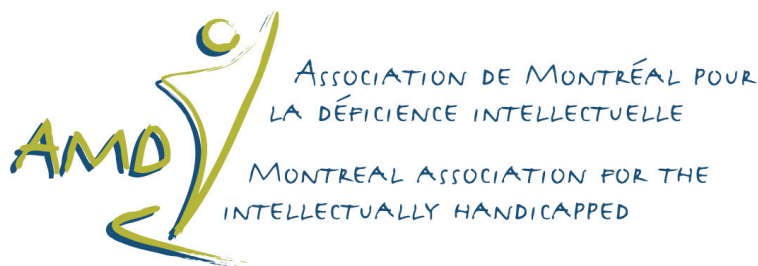 AMDI
ASSOCIATION DE MONTRÉAL POUR
LA DÉFICIENCE INTELLECTUELLE
MONTREAL ASSOCIATION FOR THE
INTELLECTUALLY HANDICAPPED